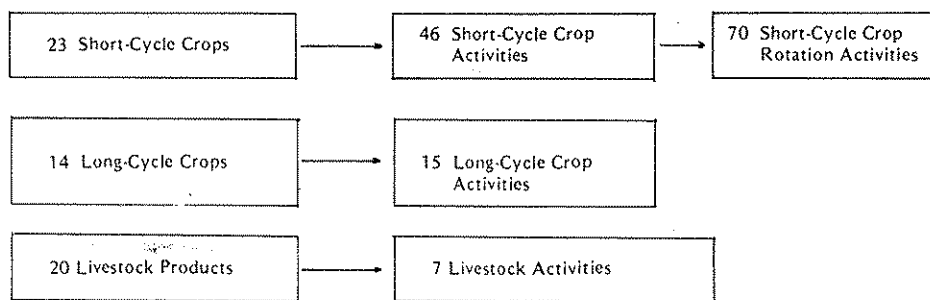 23 Short-Cycle Crops
46 Short-Cycle Crop
Activities
70 Short-Cycle Crop
Rotation Activities
14 Long-Cycle Crops
15 Long-Cycle Crop
Activities
20 Livestock Products
7 Livestock Activities